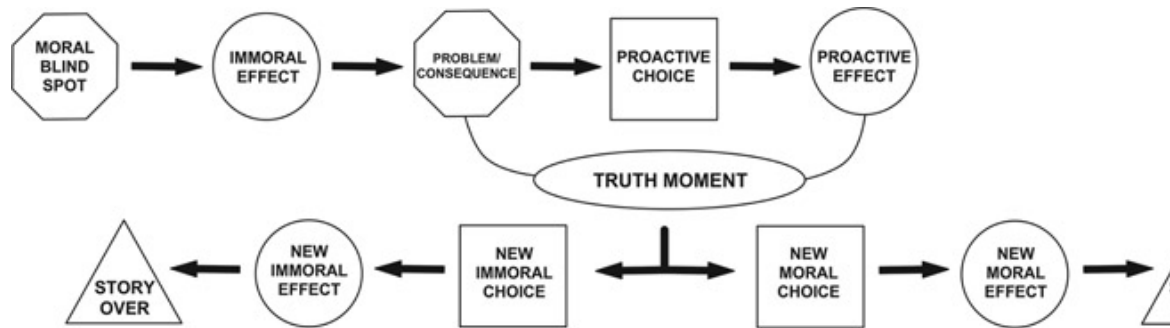 MORAL
BLIND
SPOT
IMMORAL
EFFECT
PROBLEM/
CONSEQUENCE
PROACTIVE
CHOICE
PROACTIVE
EFFECT
TRUTH MOMENT
STORY
OVER
NEW
IMMORAL
EFFECT
NEW
IMMORAL
CHOICE
NEW
MORAL
CHOICE
NEW
MORAL
EFFECT